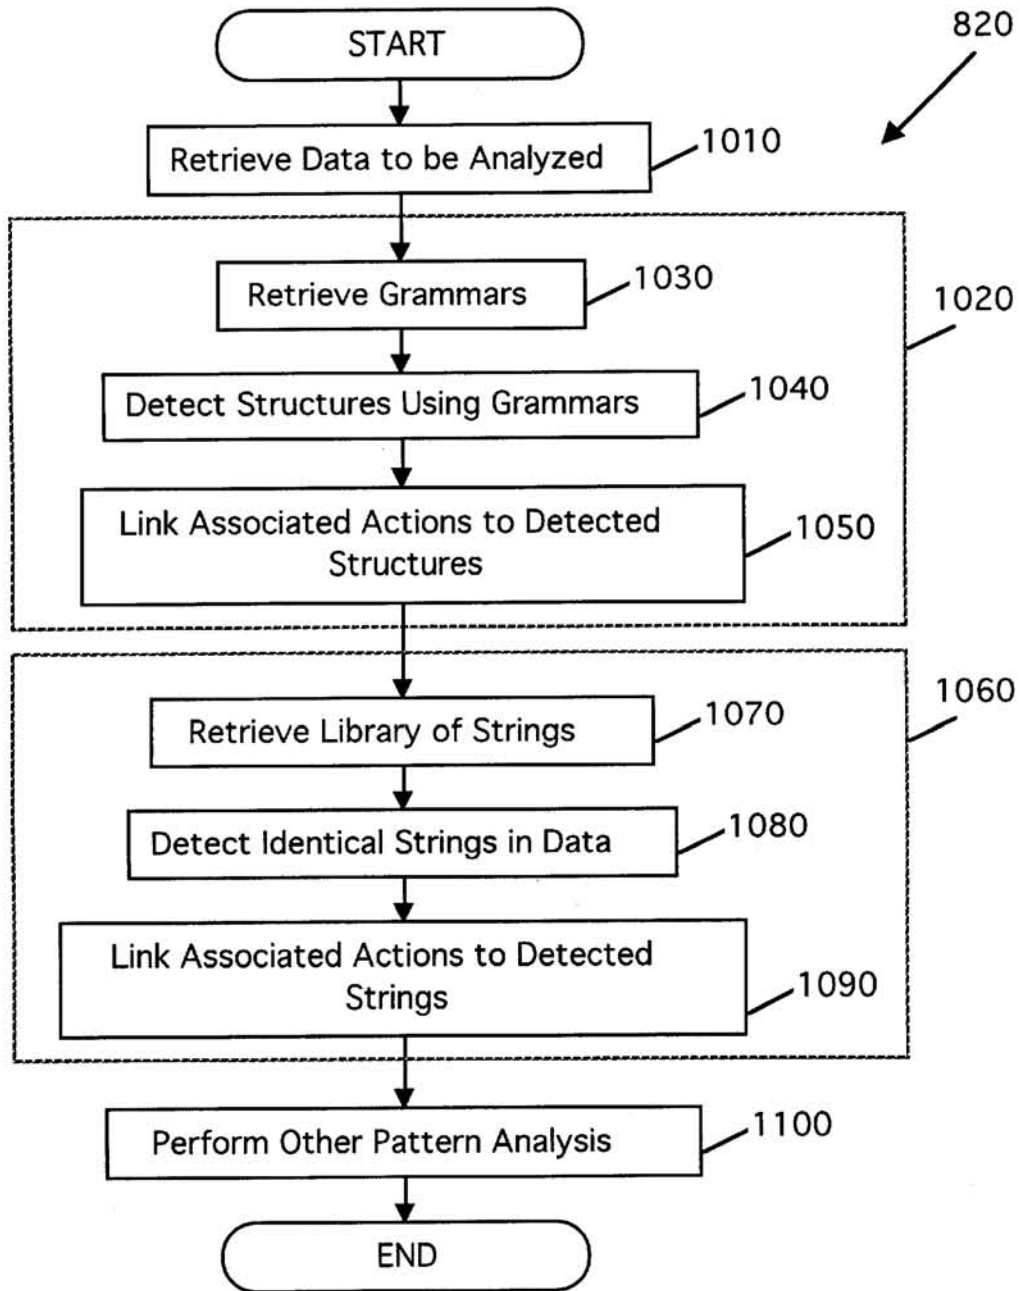 START
820
Retrieve Data to be Analyzed
1010
Retrieve Grammars
1030
1020
Detect Structures Using Grammars
1040
Link Associated Actions to Detected
Structures
1050
Retrieve Library of Strings
1070
1060
Detect Identical Strings in Data
1080
Link Associated Actions to Detected
Strings
1090
Perform Other Pattern Analysis
1100
END